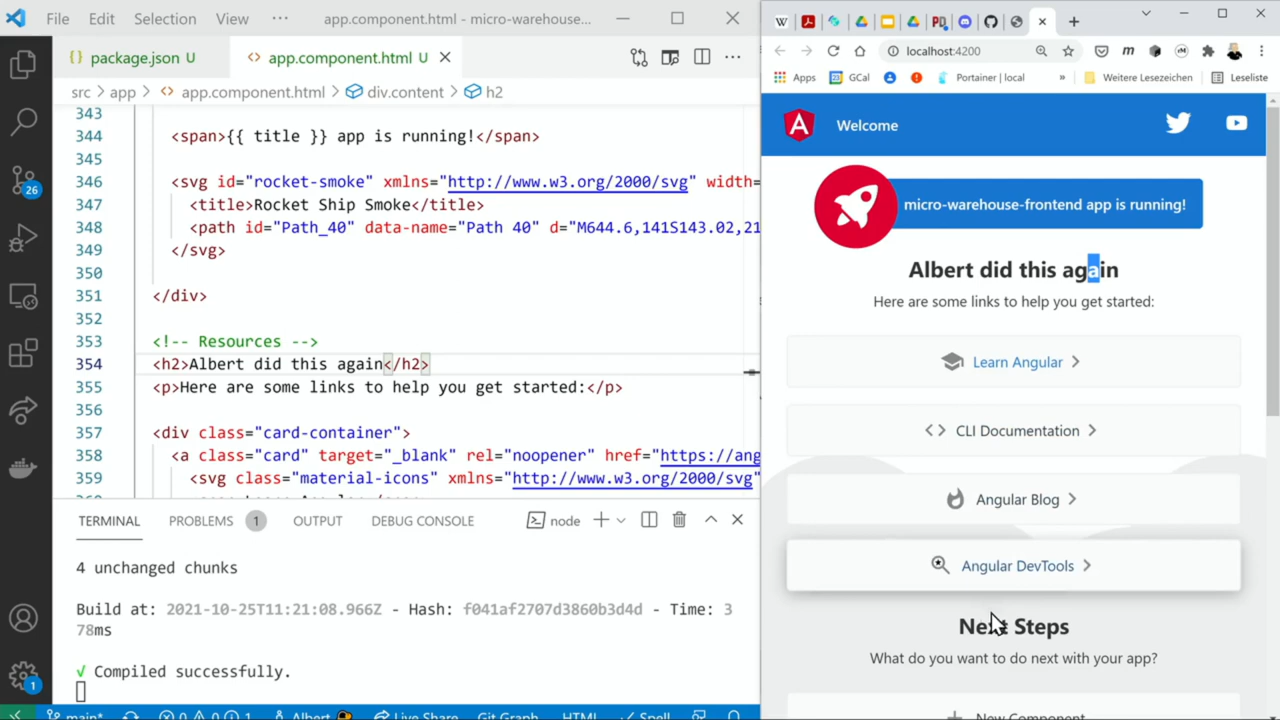 File Edit Selection View ··· app.component.html - micro-warehouse...
package.json U
app.component.html U
src > app > app.component.html > div.content > h2
343
344 <span>{{ title }} app is running!</span>
345
346 <svg id="rocket-smoke" xmlns="http://www.w3.org/2000/svg" width=
347 <title>Rocket Ship Smoke</title>
348 <path id="Path_40" data-name="Path 40" d="M644.6,141S143.02,21
349 </svg>
350
351 </div>
352
353 <!-- Resources -->
354 <h2>Albert did this again</h2>
355 <p>Here are some links to help you get started:</p>
356
357 <div class="card-container">
358 <a class="card" target="_blank" rel="noopener" href="https://ang
359 <svg class="material-icons" xmlns="http://www.w3.org/2000/svg"
26
1
TERMINAL PROBLEMS 1 OUTPUT DEBUG CONSOLE node
4 unchanged chunks
Build at: 2021-10-25T11:21:08.966Z - Hash: f041af2707d3860b3d4d - Time: 3
78ms
√ Compiled successfully.
main* 0 0 1 Albert Live Share Git Graph HTML Spell
localhost:4200
Apps GCal Portainer | local » Weitere Lesezeichen Leseliste
Welcome
micro-warehouse-frontend app is running!
Albert did this again
Here are some links to help you get started:
Learn Angular
CLI Documentation
Angular Blog
Angular DevTools
Next Steps
What do you want to do next with your app?
New Component